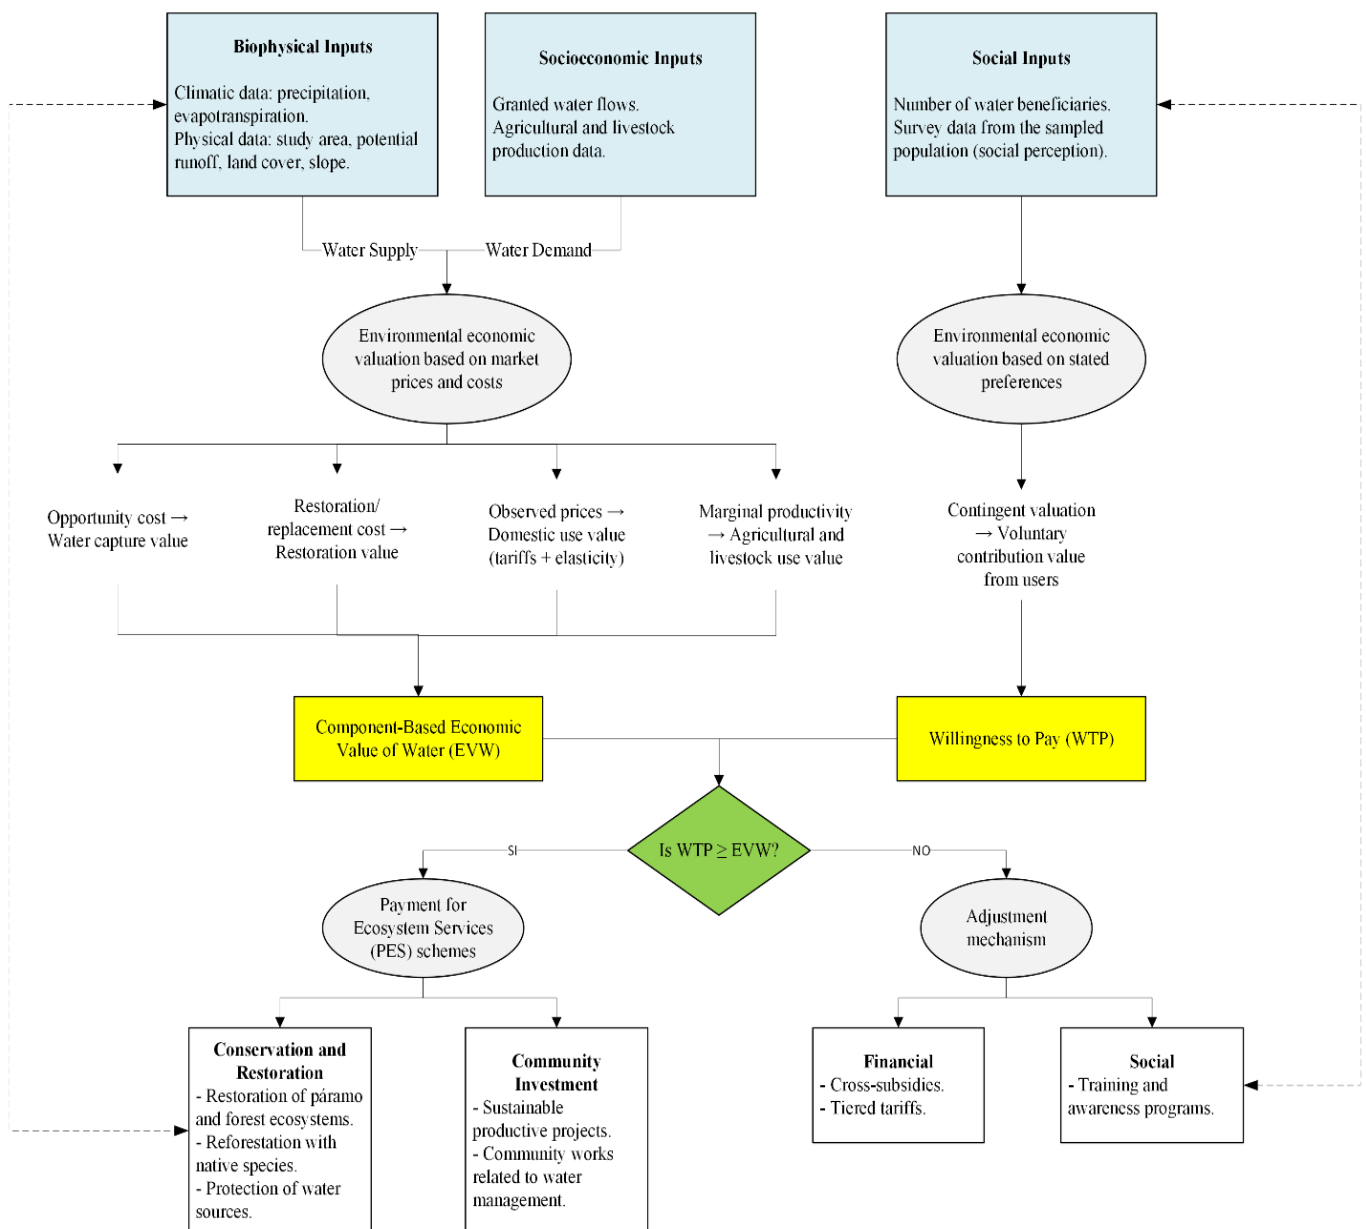 Biophysical Inputs
Climatic data: precipitation,
evapotranspiration.
Physical data: study area, potential
runoff, land cover, slope.
Socioeconomic Inputs
Granted water flows.
Agricultural and livestock
production data.
Social Inputs
Number of water beneficiaries.
Survey data from the sampled
population (social perception).
Water Supply
Water Demand
Environmental economic
valuation based on market
prices and costs
Environmental economic
valuation based on stated
preferences
Opportunity cost →
Water capture value
Restoration/
replacement cost →
Restoration value
Observed prices →
Domestic use value
(tariffs + elasticity)
Marginal productivity
→ Agricultural and
livestock use value
Contingent valuation
→ Voluntary
contribution value
from users
Component-Based Economic
Value of Water (EVW)
Willingness to Pay (WTP)
Is WTP ≥ EVW?
SI
NO
Payment for
Ecosystem Services
(PES) schemes
Adjustment
mechanism
Conservation and
Restoration
- Restoration of páramo
and forest ecosystems.
- Reforestation with
native species.
- Protection of water
sources.
Community
Investment
- Sustainable
productive projects.
- Community works
related to water
management.
Financial
- Cross-subsidies.
- Tiered tariffs.
Social
- Training and
awareness programs.